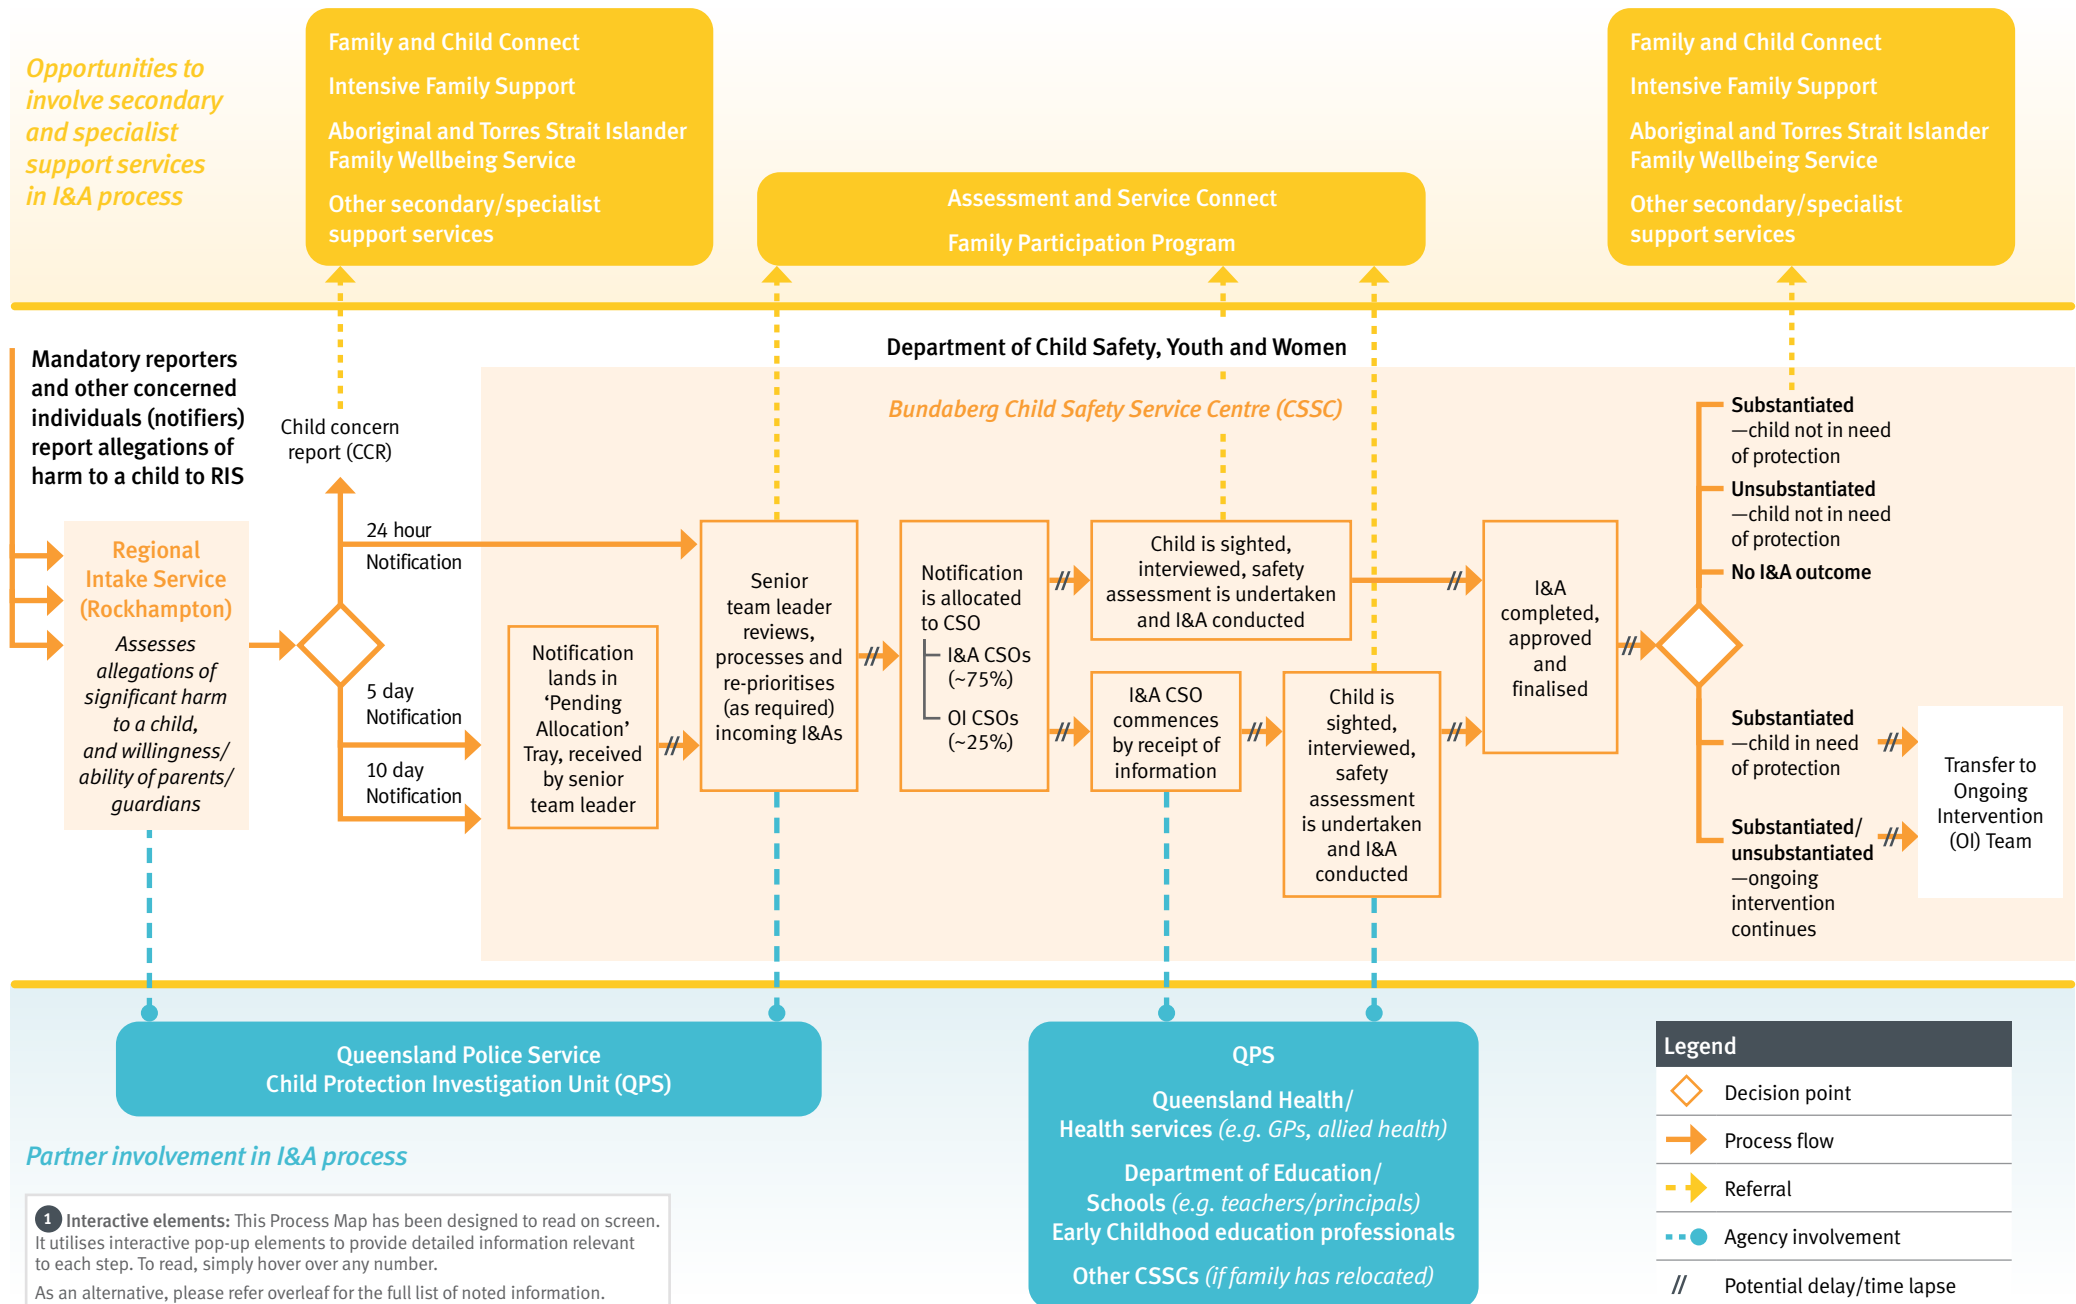 Opportunities to
involve secondary
and specialist
support services
in I&A process
Family and Child Connect
Intensive Family Support
Aboriginal and Torres Strait Islander
Family Wellbeing Service
Other secondary/specialist
support services
Assessment and Service Connect
Family Participation Program
Family and Child Connect
Intensive Family Support
Aboriginal and Torres Strait Islander
Family Wellbeing Service
Other secondary/specialist
support services
Mandatory reporters
and other concerned
individuals (notifiers)
report allegations of
harm to a child to RIS
Department of Child Safety, Youth and Women
Bundaberg Child Safety Service Centre (CSSC)
Regional
Intake Service
(Rockhampton)
Assesses
allegations of
significant harm
to a child,
and willingness/
ability of parents/
guardians
Child concern
report (CCR)
24 hour
Notification
5 day
Notification
10 day
Notification
Notification
lands in
‘Pending
Allocation’
Tray, received
by senior
team leader
Senior
team leader
reviews,
processes and
re-prioritises
(as required)
incoming I&As
Notification
is allocated
to CSO
I&A CSOs
(~75%)
OI CSOs
(~25%)
Child is sighted,
interviewed, safety
assessment is undertaken
and I&A conducted
I&A CSO
commences
by receipt of
information
Child is
sighted,
interviewed,
safety
assessment
is undertaken
and I&A
conducted
I&A
completed,
approved
and
finalised
Substantiated
—child not in need
of protection
Unsubstantiated
—child not in need
of protection
No I&A outcome
Substantiated
—child in need
of protection
Substantiated/
unsubstantiated
—ongoing
intervention
continues
Transfer to
Ongoing
Intervention
(OI) Team
Queensland Police Service
Child Protection Investigation Unit (QPS)
QPS
Queensland Health/
Health services (e.g. GPs, allied health)
Department of Education/
Schools (e.g. teachers/principals)
Early Childhood education professionals
Other CSSCs (if family has relocated)
Partner involvement in I&A process
1 Interactive elements: This Process Map has been designed to read on screen.
It utilises interactive pop-up elements to provide detailed information relevant
to each step. To read, simply hover over any number.
As an alternative, please refer overleaf for the full list of noted information.
Legend
Decision point
Process flow
Referral
Agency involvement
// Potential delay/time lapse